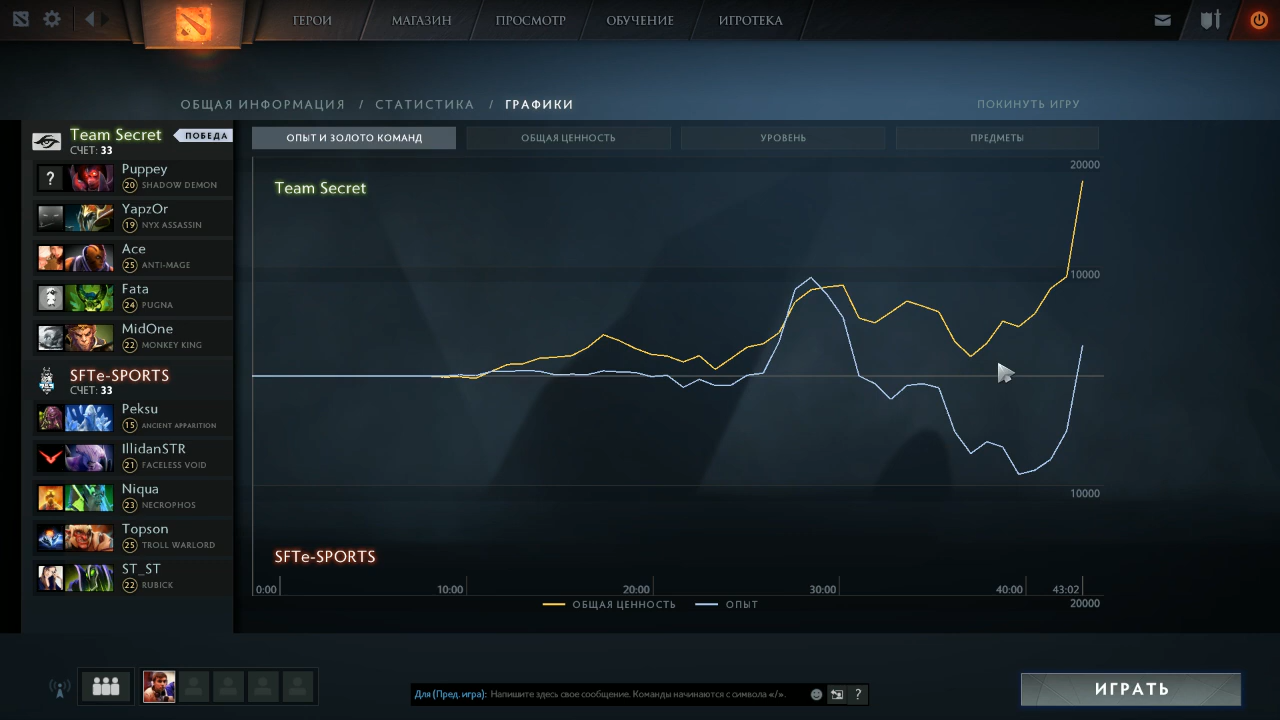 ГЕРОИ
МАГАЗИН
ПРОСМОТР
ОБУЧЕНИЕ
ИГРОТЕКА
ОБЩАЯ ИНФОРМАЦИЯ / СТАТИСТИКА / ГРАФИКИ
ПОКИНУТЬ ИГРУ
Team Secret
ПОБЕДА
СЧЕТ: 33
?
Puppey
20 SHADOW DEMON
YapzOr
19 NYX ASSASSIN
Ace
25 ANTI-MAGE
Fata
24 PUGNA
MidOne
22 MONKEY KING
SFTe-SPORTS
СЧЕТ: 33
Peksu
15 ANCIENT APPARITION
IllidanSTR
21 FACELESS VOID
Niqua
23 NECROPHOS
Topson
25 TROLL WARLORD
ST_ST
22 RUBICK
ОПЫТ И ЗОЛОТО КОМАНД
ОБЩАЯ ЦЕННОСТЬ
УРОВЕНЬ
ПРЕДМЕТЫ
20000
Team Secret
10000
10000
SFTe-SPORTS
0:00 10:00 20:00 30:00 40:00 43:02
20000
ОБЩАЯ ЦЕННОСТЬ ОПЫТ
Для (Пред. игра): Напишите здесь свое сообщение. Команды начинаются с символа «/».
?
ИГРАТЬ